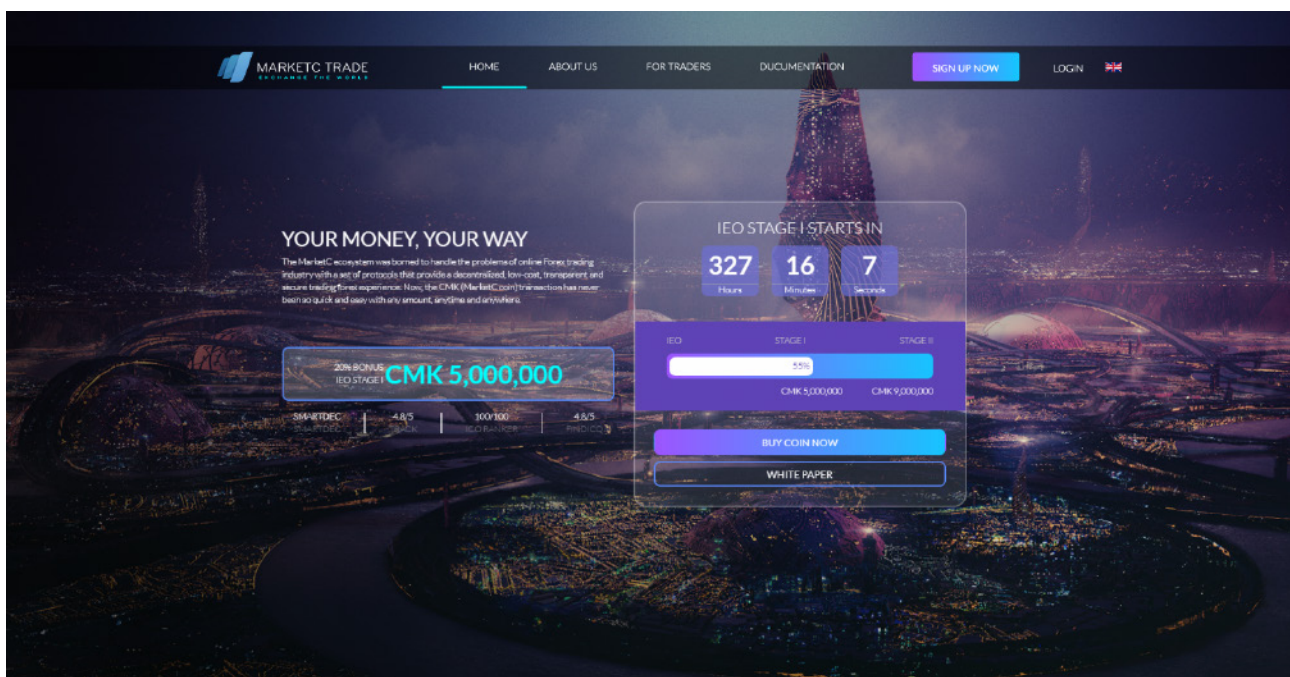 MARKETC TRADE
EXCHANGE THE WORLD
HOME
ABOUT US
FOR TRADERS
DUCUMENTATION
SIGN UP NOW
LOGIN
YOUR MONEY, YOUR WAY
The MarketC ecosystem was borned to handle the problems of online Forex trading
industry with a set of protocols that provide a decentralized, low-cost, transparent and
secure trading forest experience. Now, the CMK (MarketC coin) transaction has never
been so quick and easy with any amount, anytime and anywhere.
20% BONUS
IEO STAGE I
CMK 5,000,000
SMARTDEC
SMARTDEC
4.8/5
100/100
ICO RANKER
4.8/5
IEO STAGE I STARTS IN
327
16
7
Hours
Minutes
Seconds
IEO
STAGE I
STAGE II
55%
CMK 5,000,000
CMK 9,000,000
BUY COIN NOW
WHITE PAPER